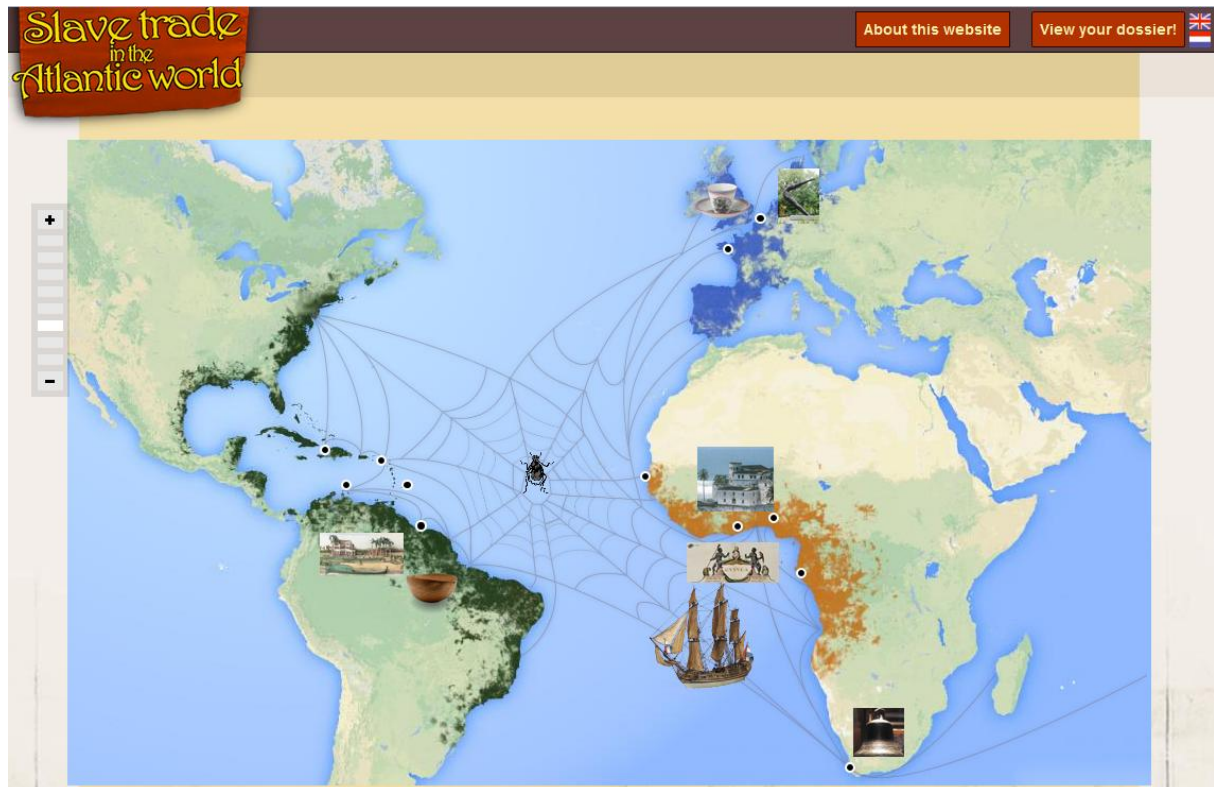 Slave trade
in the
Atlantic world
About this website
View your dossier!
+
-